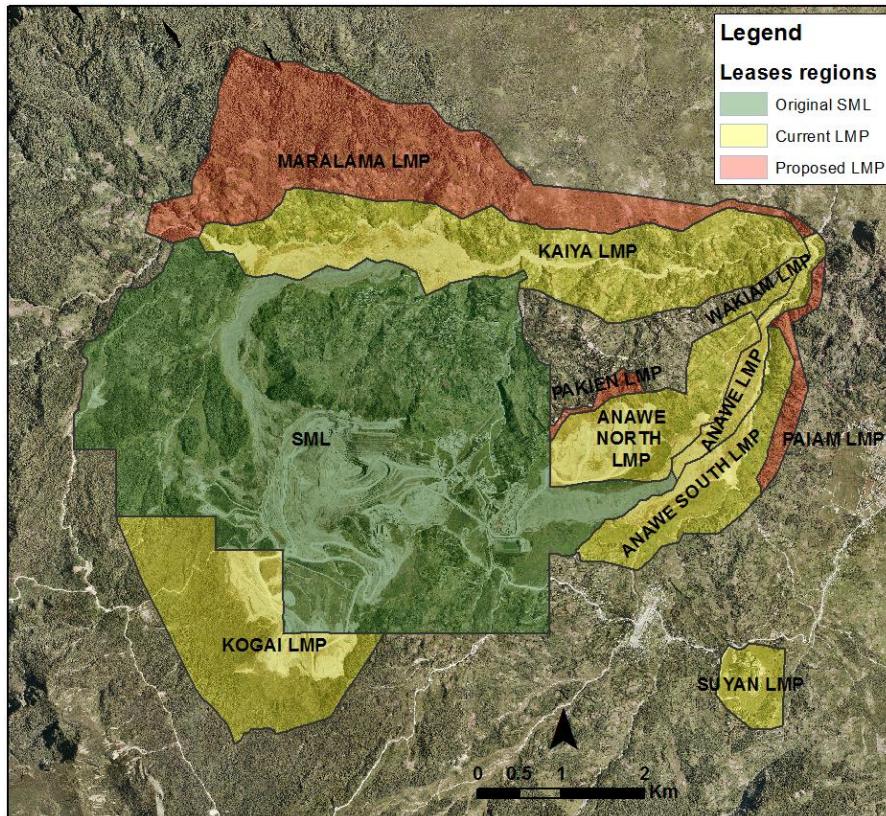 Legend
Leases regions
Original SML
Current LMP
Proposed LMP
MARALAMA LMP
KAIYA LMP
WAKIAM LMP
PAKIEN LMP
ANAWE
NORTH
LMP
ANAWE LMP
PAIAM LMP
SML
ANAWE SOUTH LMP
KOGAI LMP
SUYAN LMP
0 0.5 1 2
Km